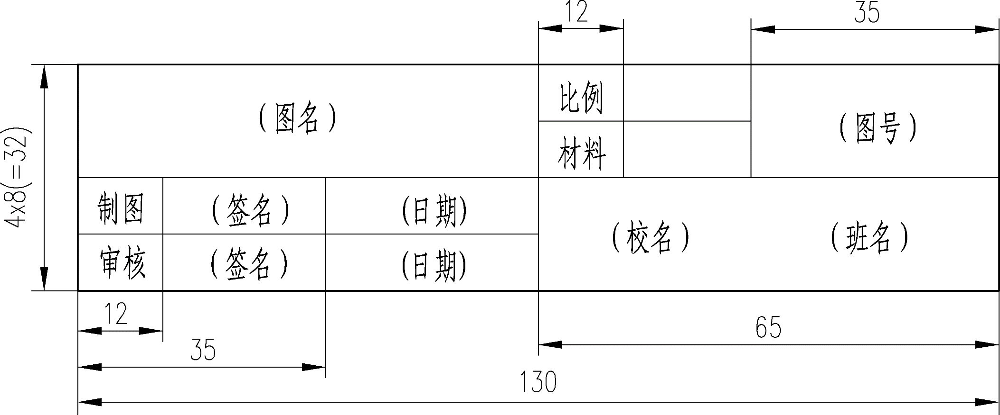 12
35
比例
(图名)
(图号)
材料
4x8(=32)
制图
(签名)
(日期)
(校名)
(班名)
审核
(签名)
(日期)
12
65
35
130